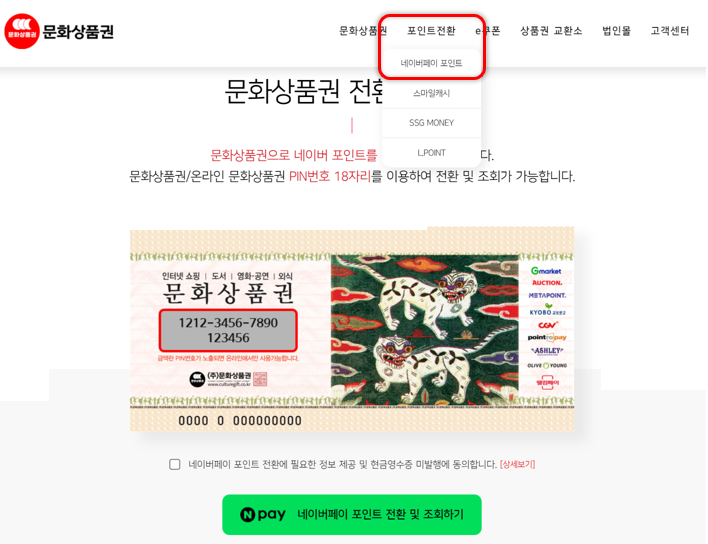 문화상품권
문화상품권 포인트전환 e쿠폰 상품권 교환소 법인몰 고객센터
네이버페이 포인트
스마일캐시
SSG MONEY
L.POINT
문화상품권 전환
문화상품권으로 네이버 포인트를 다.
문화상품권/온라인 문화상품권 PIN번호 18자리를 이용하여 전환 및 조회가 가능합니다.
인터넷 쇼핑 | 도서 | 영화·공연 | 외식
문화상품권
1212-3456-7890
123456
금액란 PIN번호가 노출되면 온라인에서만 사용가능합니다.
(주)문화상품권
www.culturegift.co.kr
0000 0 000000000
Gmarket
AUCTION.
METAPOINT.
KYOBO 교보문고
CGV
pointopay
ASHLEY
OLIVE YOUNG
네이버페이 포인트 전환에 필요한 정보 제공 및 현금영수증 미발행에 동의합니다. [상세보기]
N pay 네이버페이 포인트 전환 및 조회하기